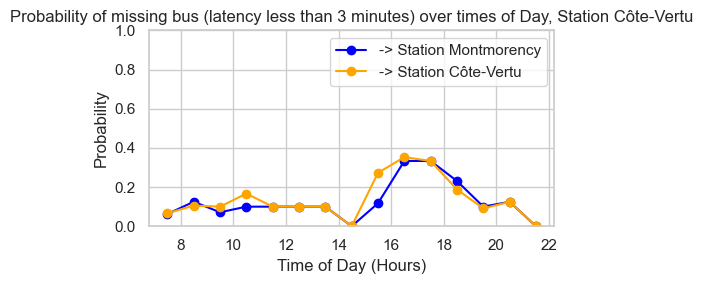 Probability of missing bus (latency less than 3 minutes) over times of Day, Station Côte-Vertu
1.0
0.8
0.6
0.4
0.2
0.0
Probability
-> Station Montmorency
-> Station Côte-Vertu
8 10 12 14 16 18 20 22
Time of Day (Hours)